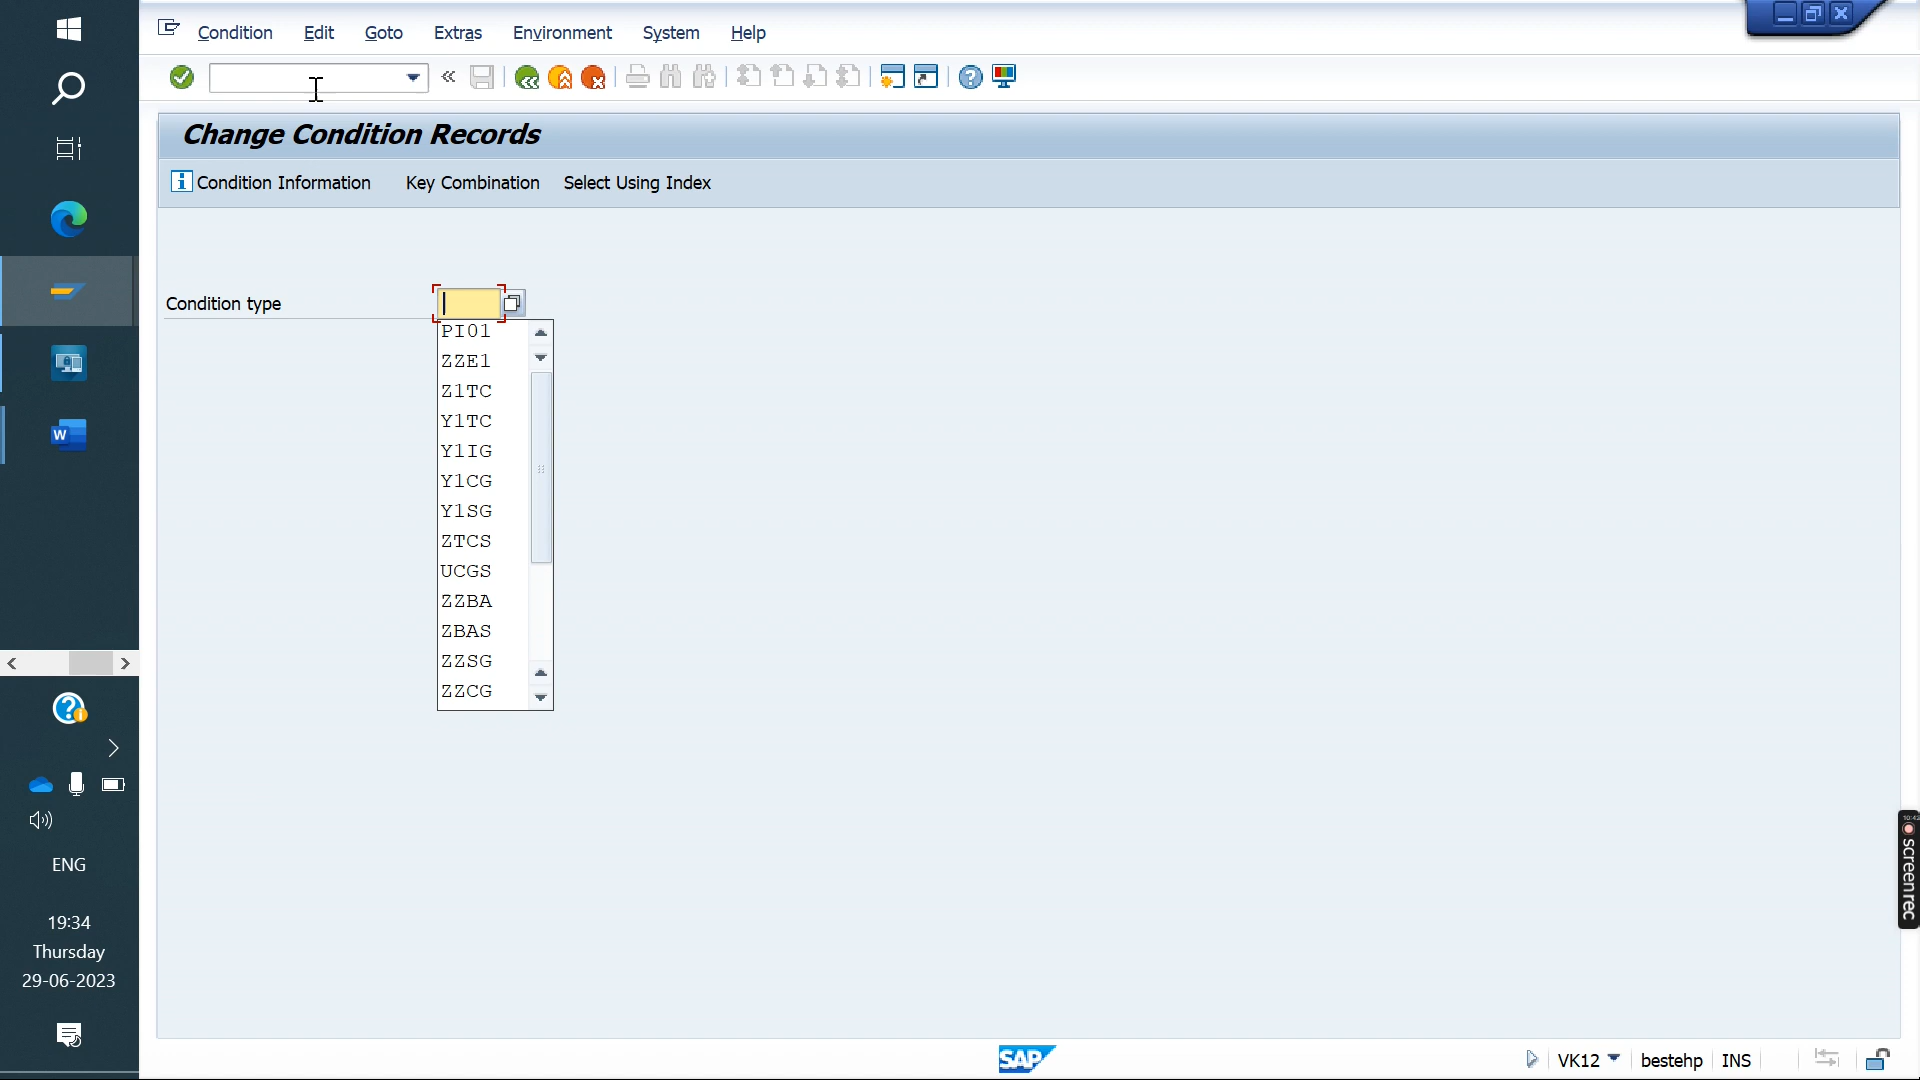 Condition Edit Goto Extras Environment System Help
Change Condition Records
Condition Information Key Combination Select Using Index
Condition type
PI01
ZZE1
Z1TC
Y1TC
Y1IG
Y1CG
Y1SG
ZTCS
UCGS
ZZBA
ZBAS
ZZSG
ZZCG
W
ENG
19:34
Thursday
29-06-2023
screenrec
SAP
VK12 bestehp INS